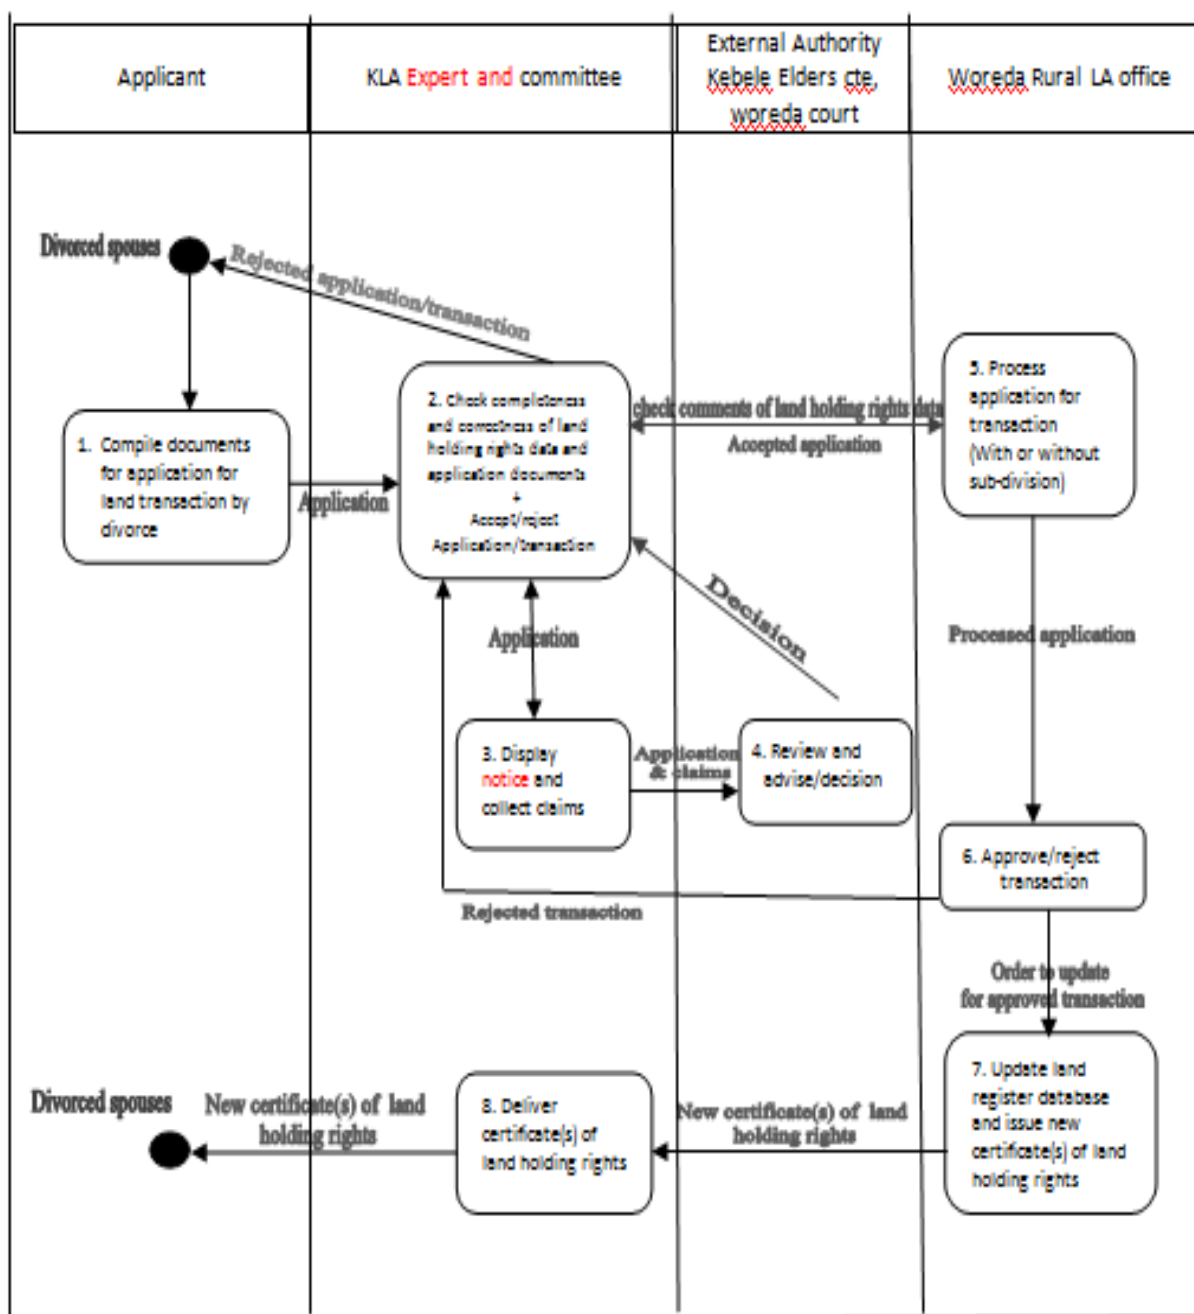 Applicant
KLA Expert and committee
External Authority
Kebele Elders cte,
woreda court
Woreda Rural LA office
Divorced spouses
Rejected application/transaction
1. Compile documents
for application for
land transaction by
divorce
Application
2. Check completeness
and correctness of land
holding rights data and
application documents
+
Accept/reject
Application/transaction
check comments of land holding rights data
Accepted application
5. Process
application for
transaction
(With or without
sub-division)
Application
Decision
Processed application
3. Display
notice and
collect claims
Application
& claims
4. Review and
advise/decision
6. Approve/reject
transaction
Rejected transaction
Order to update
for approved transaction
7. Update land
register database
and issue new
certificate(s) of land
holding rights
New certificate(s) of land
holding rights
8. Deliver
certificate(s) of
land holding rights
New certificate(s) of land
holding rights
Divorced spouses